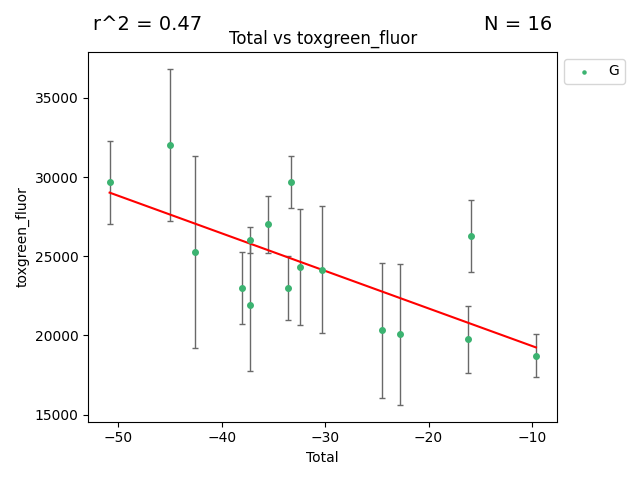 r^2 = 0.47
N = 16
Total vs toxgreen_fluor
G
35000
30000
25000
20000
15000
toxgreen_fluor
−50
−40
−30
−20
−10
Total